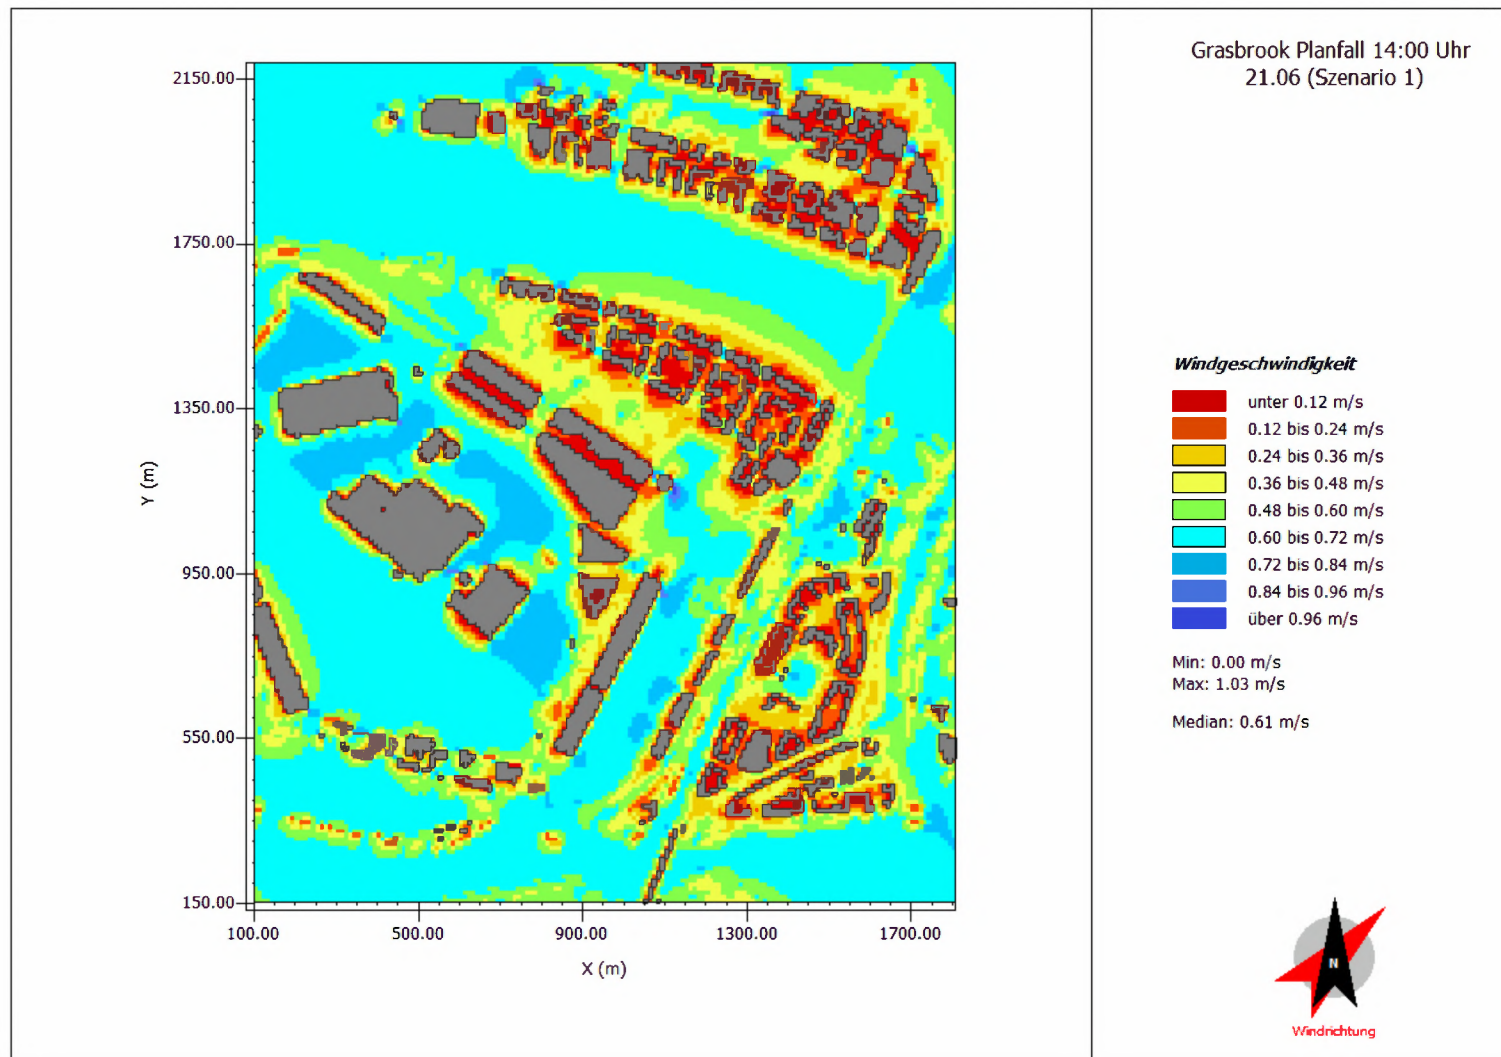 Grasbrook Planfall 14:00 Uhr
21.06 (Szenario 1)
2150.00
1750.00
1350.00
950.00
550.00
150.00
Y (m)
100.00 500.00 900.00 1300.00 1700.00
X (m)
Windgeschwindigkeit
unter 0.12 m/s
0.12 bis 0.24 m/s
0.24 bis 0.36 m/s
0.36 bis 0.48 m/s
0.48 bis 0.60 m/s
0.60 bis 0.72 m/s
0.72 bis 0.84 m/s
0.84 bis 0.96 m/s
über 0.96 m/s
Min: 0.00 m/s
Max: 1.03 m/s
Median: 0.61 m/s
N
Windrichtung